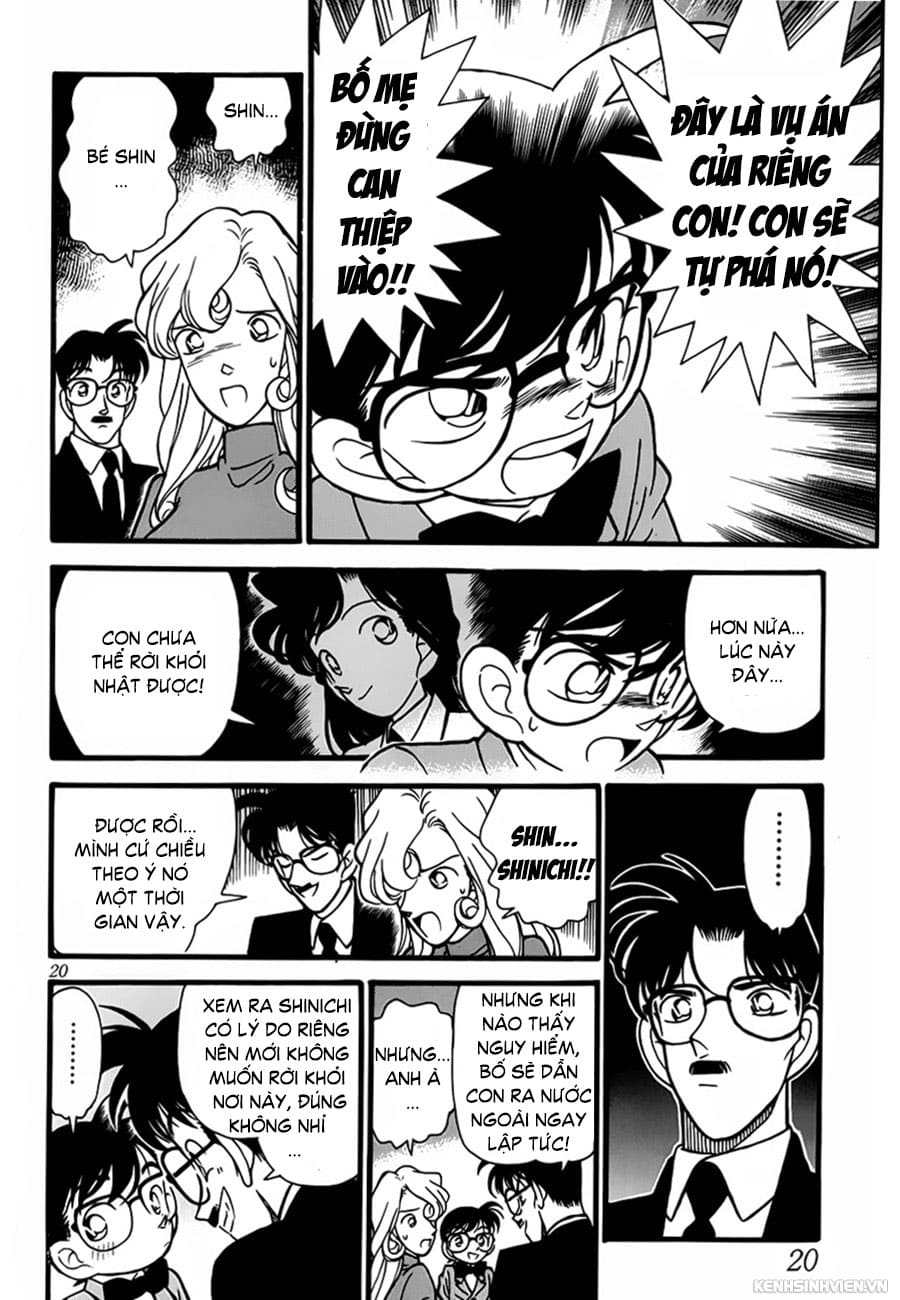 ĐÂY LÀ VỤ ÁN
CỦA RIÊNG
CON! CON SẼ
TỰ PHÁ NÓ!
BỐ MẸ
ĐỪNG
CAN
THIỆP
VÀO!!
SHIN...
BÉ SHIN
...
HƠN NỮA...
LÚC NÀY
ĐÂY...
CON CHƯA
THỂ RỜI KHỎI
NHẬT ĐƯỢC!
.........
SHIN...
SHINICHI!!
ĐƯỢC RỒI...
MÌNH CỨ CHIỀU
THEO Ý NÓ
MỘT THỜI
GIAN VẬY.
NHƯNG KHI
NÀO THẤY
NGUY HIỂM,
BỐ SẼ DẪN
CON RA NƯỚC
NGOÀI NGAY
LẬP TỨC!
NHƯNG...
ANH À
...
XEM RA SHINICHI
CÓ LÝ DO RIÊNG
NÊN MỚI KHÔNG
MUỐN RỜI KHỎI
NƠI NÀY, ĐÚNG
KHÔNG NHỈ
...
........
20
20
KENHSINHVIEN.VN